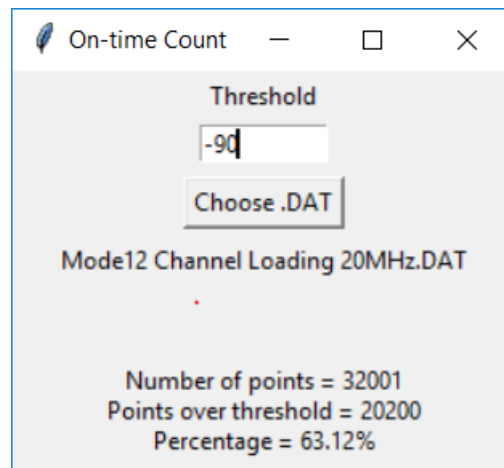 On-time Count
Threshold
-90
Choose .DAT
Mode12 Channel Loading 20MHz.DAT
Number of points = 32001
Points over threshold = 20200
Percentage = 63.12%